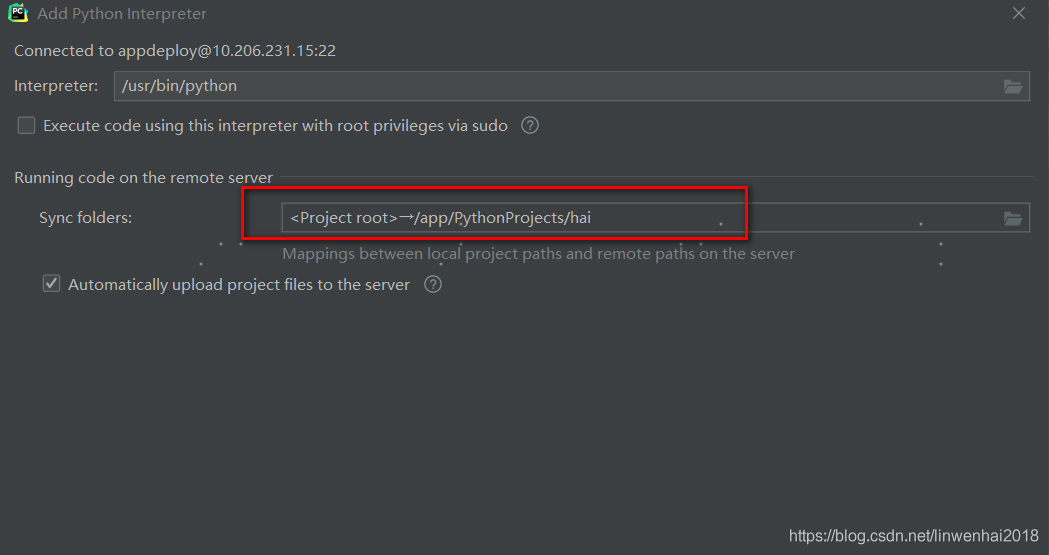 PC
Add Python Interpreter
Connected to appdeploy@10.206.231.15:22
Interpreter: /usr/bin/python
Execute code using this interpreter with root privileges via sudo ?
Running code on the remote server
Sync folders: <Project root>→/app/PythonProjects/hai
Mappings between local project paths and remote paths on the server
Automatically upload project files to the server ?
https://blog.csdn.net/linwenhai2018